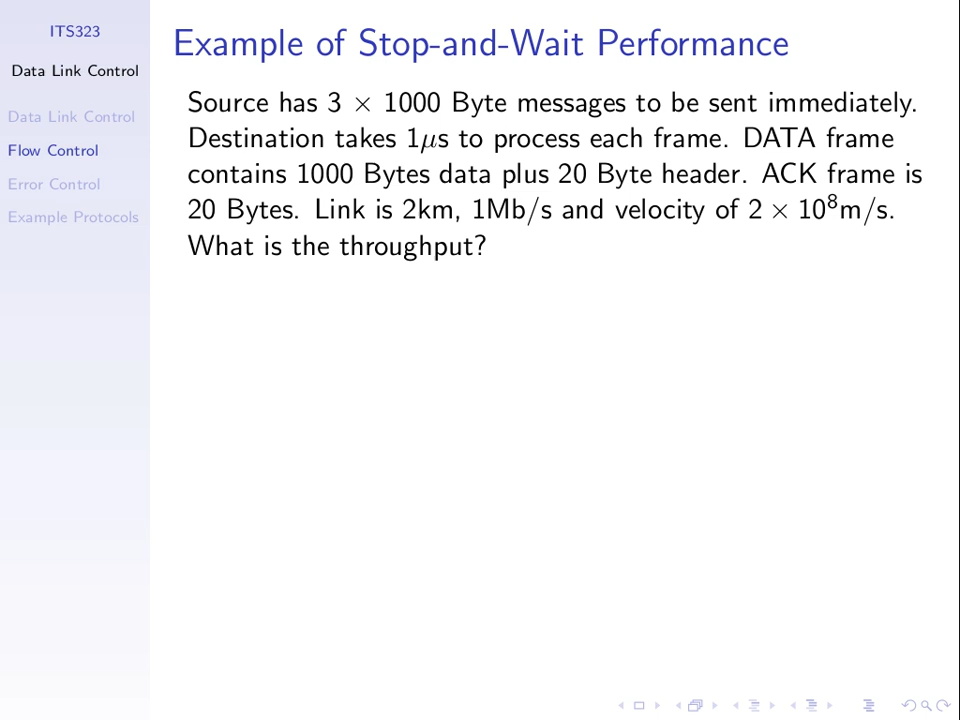 ITS323
Data Link Control
Data Link Control
Flow Control
Error Control
Example Protocols
Example of Stop-and-Wait Performance
Source has 3 × 1000 Byte messages to be sent immediately.
Destination takes 1μs to process each frame. DATA frame
contains 1000 Bytes data plus 20 Byte header. ACK frame is
20 Bytes. Link is 2km, 1Mb/s and velocity of 2 × 10⁸m/s.
What is the throughput?